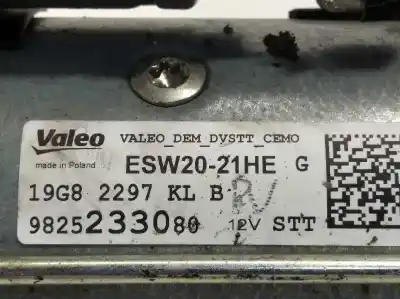 Valeo VALEO_DEM_DVSTT_CEMO
made in Poland ESW20-21HE G
19G8 2297 KL B
9825233080 12V STT